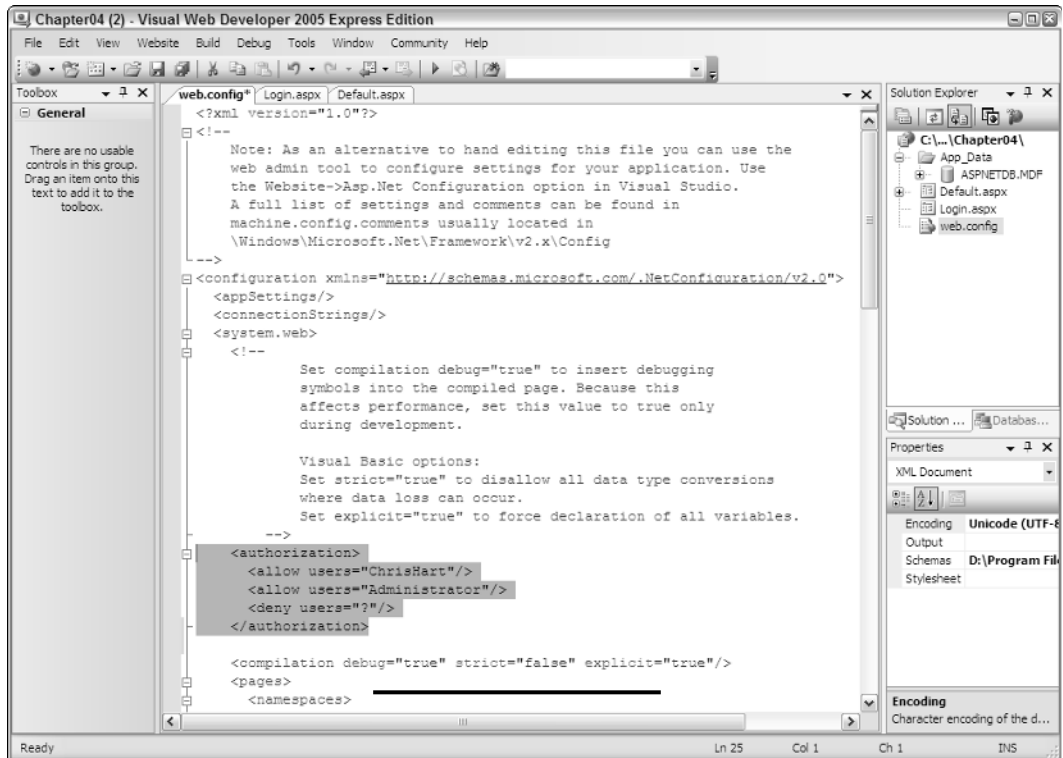 Chapter04 (2) - Visual Web Developer 2005 Express Edition
File Edit View Website Build Debug Tools Window Community Help
Toolbox
General
There are no usable
controls in this group.
Drag an item onto this
text to add it to the
toolbox.
web.config* Login.aspx Default.aspx
<?xml version="1.0"?>
<!--
Note: As an alternative to hand editing this file you can use the
web admin tool to configure settings for your application. Use
the Website->Asp.Net Configuration option in Visual Studio.
A full list of settings and comments can be found in
machine.config.comments usually located in
\Windows\Microsoft.Net\Framework\v2.x\Config
-->
<configuration xmlns="http://schemas.microsoft.com/.NetConfiguration/v2.0">
<appSettings/>
<connectionStrings/>
<system.web>
<!--
Set compilation debug="true" to insert debugging
symbols into the compiled page. Because this
affects performance, set this value to true only
during development.
Visual Basic options:
Set strict="true" to disallow all data type conversions
where data loss can occur.
Set explicit="true" to force declaration of all variables.
-->
<authorization>
<allow users="ChrisHart"/>
<allow users="Administrator"/>
<deny users="?"/>
</authorization>
<compilation debug="true" strict="false" explicit="true"/>
<pages>
<namespaces>
Solution Explorer
C:\...\Chapter04\
App_Data
ASPNETDB.MDF
Default.aspx
Login.aspx
web.config
Solution ... Databas...
Properties
XML Document
Encoding Unicode (UTF-8
Output
Schemas D:\Program File
Stylesheet
Encoding
Character encoding of the d...
Ready Ln 25 Col 1 Ch 1 INS